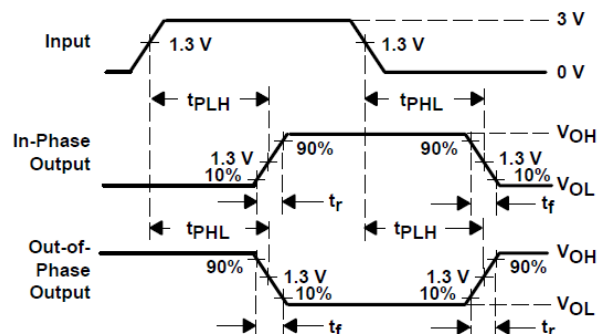 3 V
Input
1.3 V
1.3 V
0 V
tPLH
tPHL
In-Phase
Output
VOH
90%
90%
1.3 V
1.3 V
10%
10%
VOL
tr
tf
tPHL
tPLH
Out-of-
Phase
Output
VOH
90%
90%
1.3 V
1.3 V
10%
10%
VOL
tf
tr